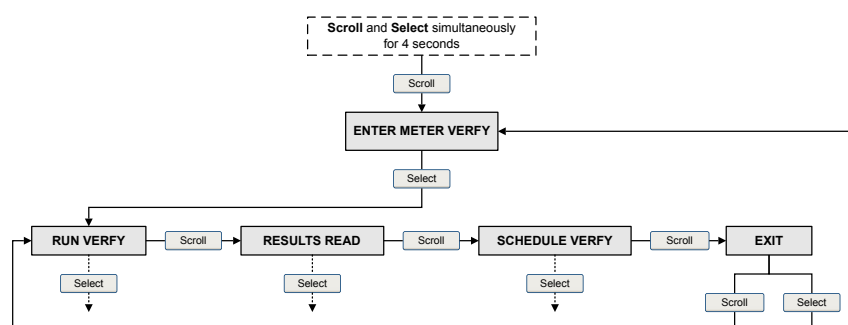 Scroll and Select simultaneously
for 4 seconds
Scroll
ENTER METER VERFY
Select
RUN VERFY
Scroll
RESULTS READ
Scroll
SCHEDULE VERFY
Scroll
EXIT
Select
Select
Select
Scroll
Select